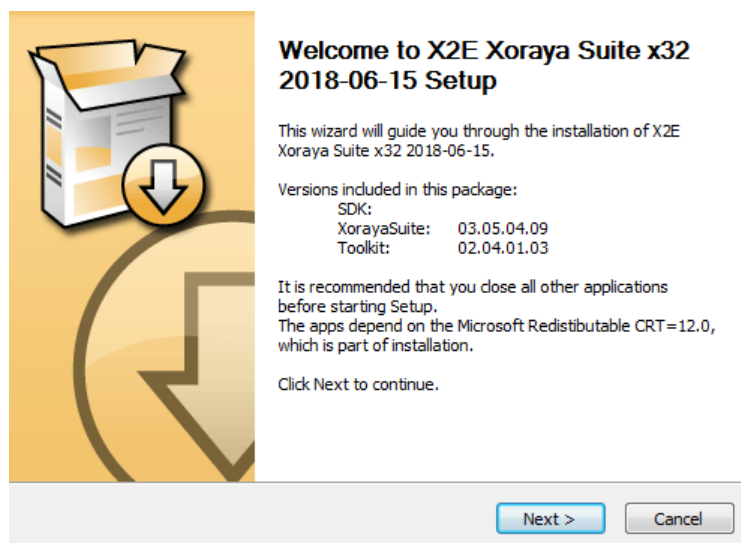 Welcome to X2E Xoraya Suite x32
2018-06-15 Setup
This wizard will guide you through the installation of X2E
Xoraya Suite x32 2018-06-15.
Versions included in this package:
SDK:
XorayaSuite: 03.05.04.09
Toolkit: 02.04.01.03
It is recommended that you close all other applications
before starting Setup.
The apps depend on the Microsoft Redistibutable CRT=12.0,
which is part of installation.
Click Next to continue.
Next >
Cancel